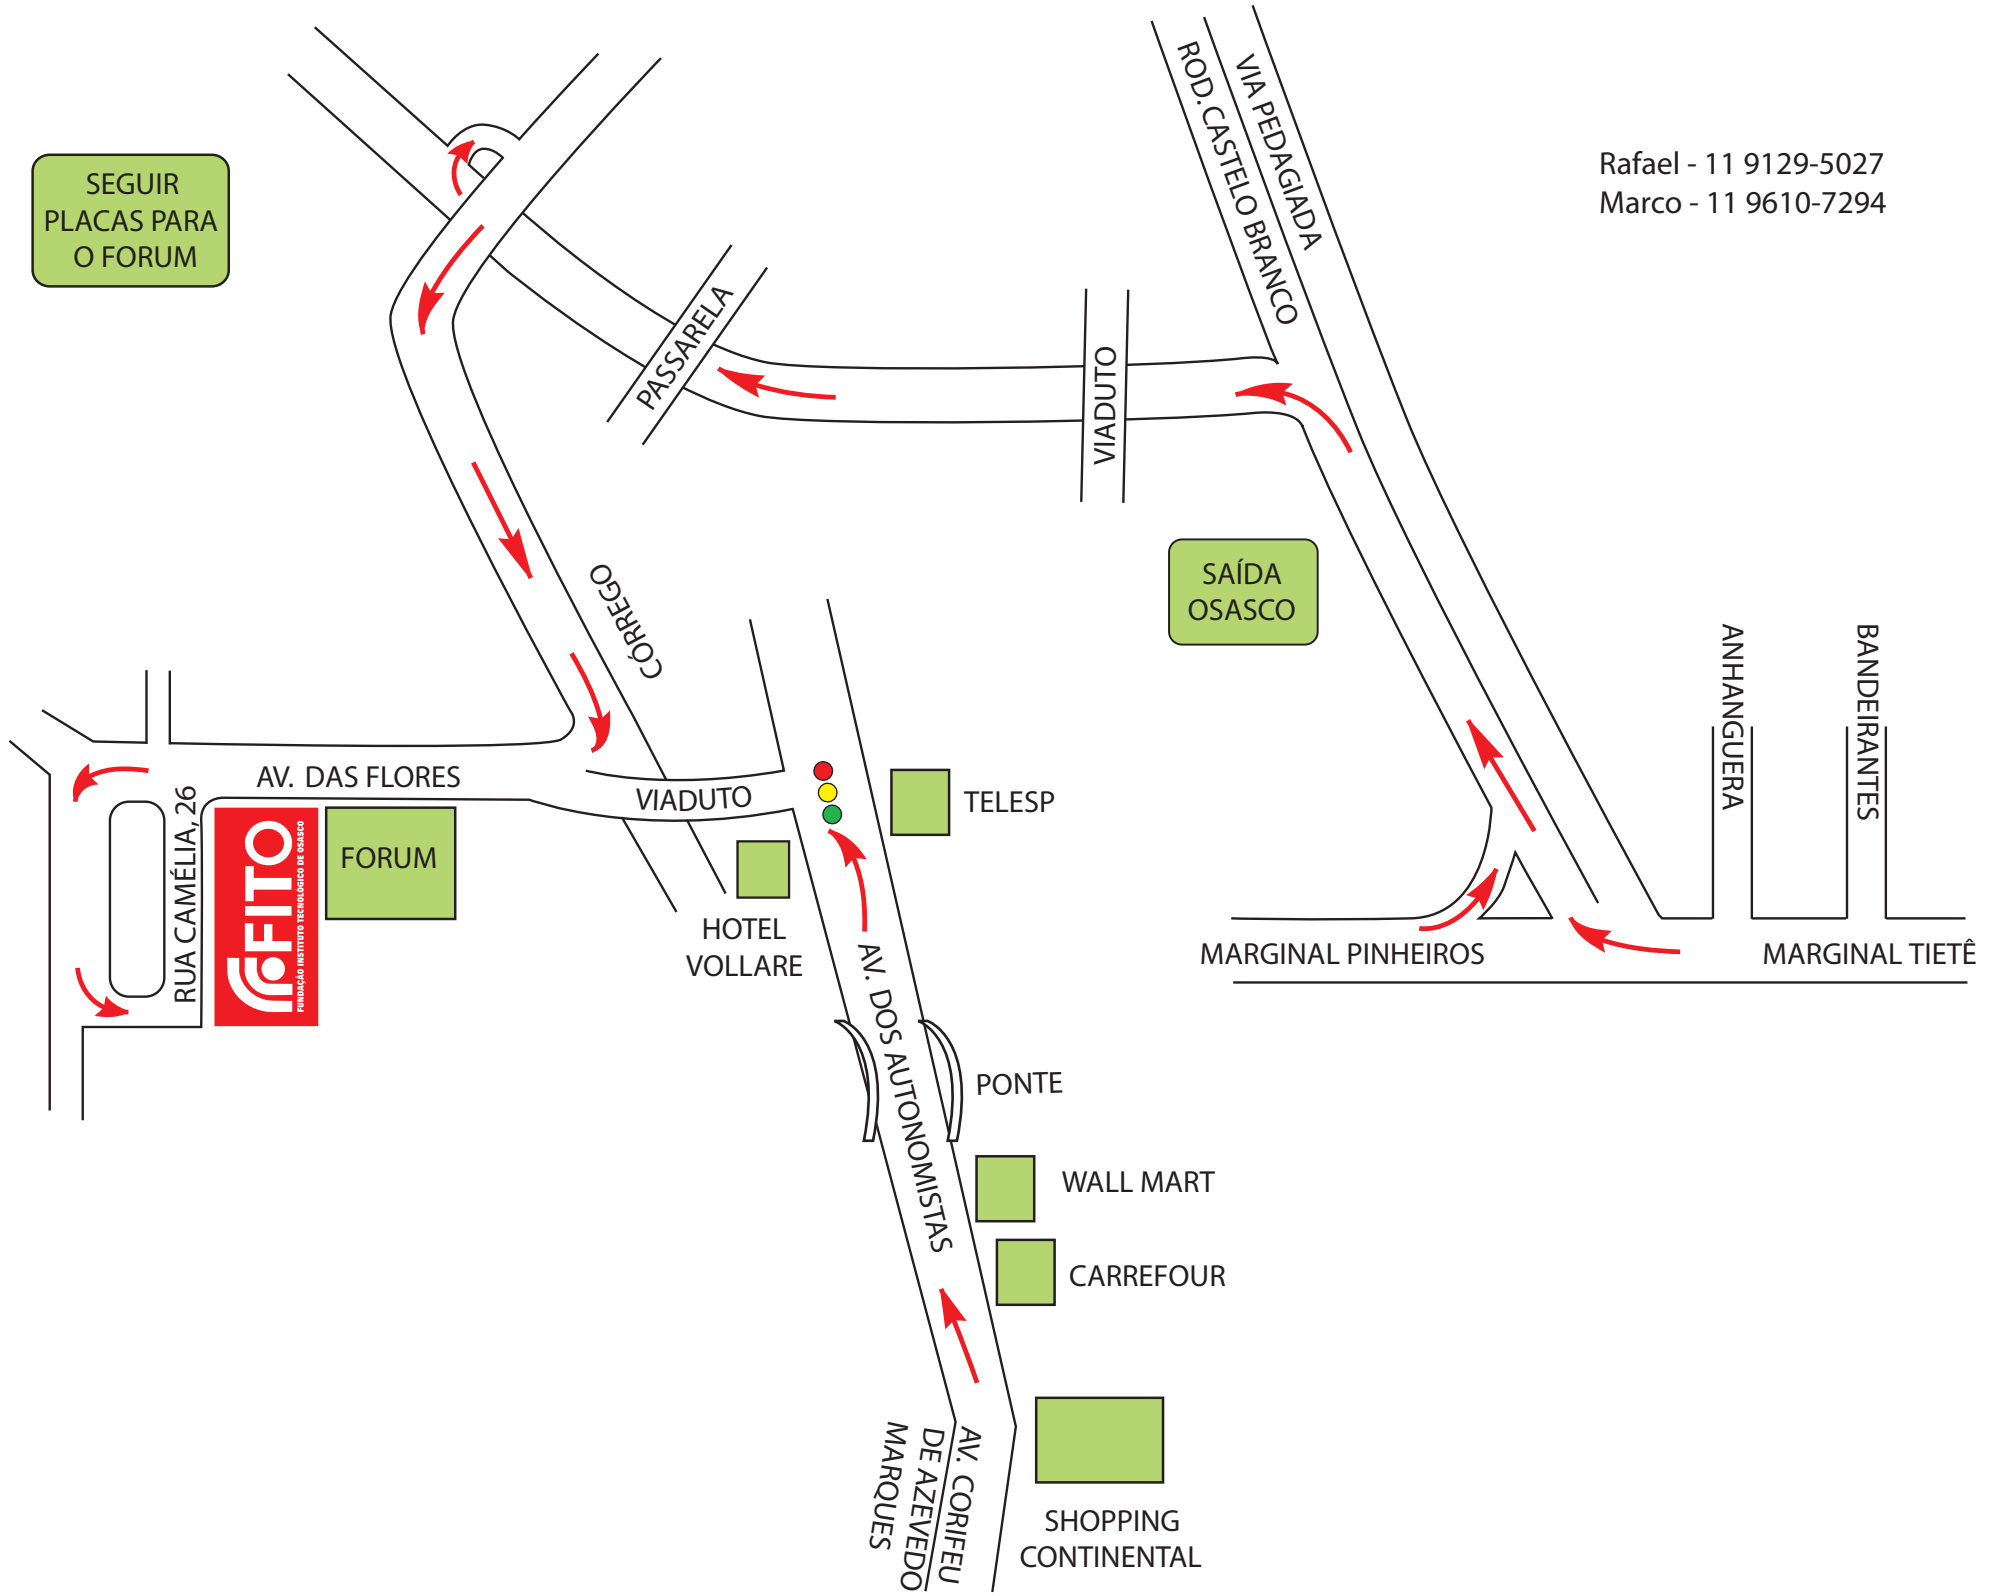 ROD.CASTELO BRANCO
VIA PEDAGIADA
Rafael - 11 9129-5027
Marco - 11 9610-7294
SEGUIR
PLACAS PARA
O FORUM
PASSARELA
VIADUTO
SAÍDA
OSASCO
CÓRREGO
ANHANGUERA
BANDEIRANTES
AV. DAS FLORES
VIADUTO
TELESP
RUA CAMÉLIA, 26
FITO
FUNDAÇÃO INSTITUTO TECNOLÓGICO DE OSASCO
FORUM
HOTEL
VOLLARE
MARGINAL PINHEIROS
MARGINAL TIETÊ
AV. DOS AUTONOMISTAS
PONTE
WALL MART
CARREFOUR
AV. CORIFEU
DE AZEVEDO
MARQUES
SHOPPING
CONTINENTAL